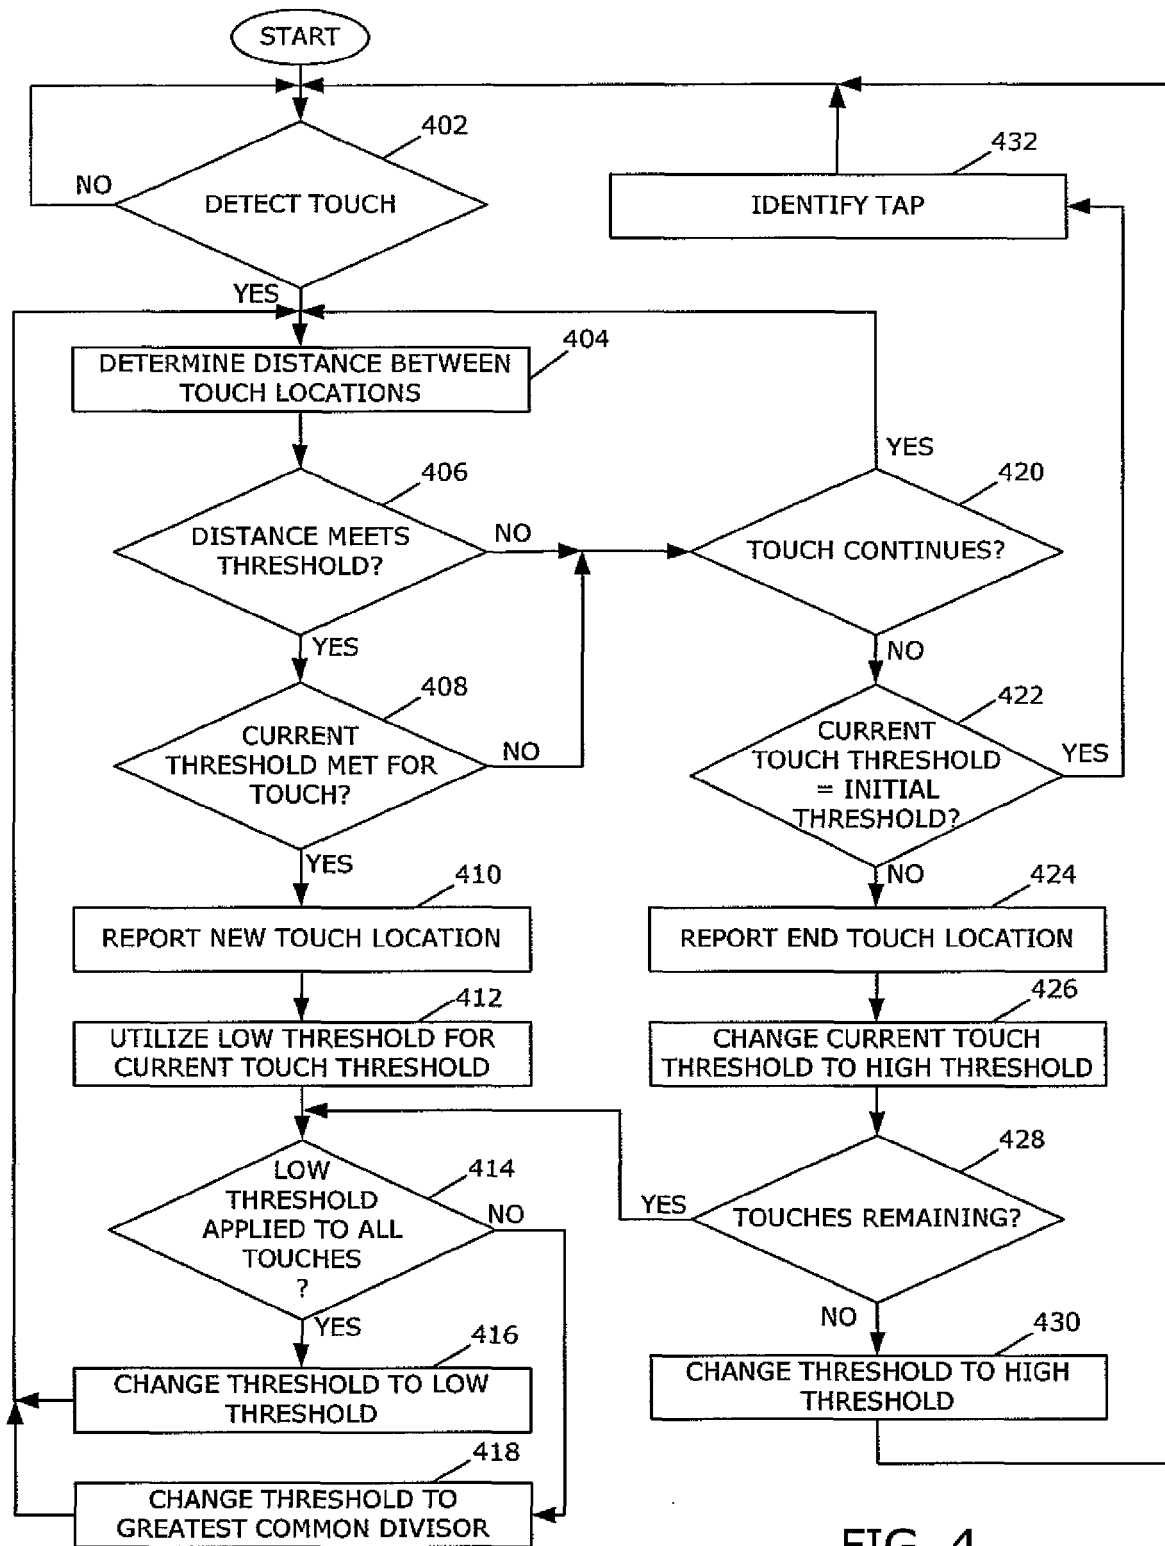 START
402
NO
DETECT TOUCH
YES
432
IDENTIFY TAP
404
DETERMINE DISTANCE BETWEEN
TOUCH LOCATIONS
406
DISTANCE MEETS
THRESHOLD?
NO
YES
YES
420
TOUCH CONTINUES?
NO
408
CURRENT
THRESHOLD MET FOR
TOUCH?
NO
YES
422
CURRENT
TOUCH THRESHOLD
= INITIAL
THRESHOLD?
YES
NO
410
REPORT NEW TOUCH LOCATION
424
REPORT END TOUCH LOCATION
412
UTILIZE LOW THRESHOLD FOR
CURRENT TOUCH THRESHOLD
426
CHANGE CURRENT TOUCH
THRESHOLD TO HIGH THRESHOLD
414
LOW
THRESHOLD
APPLIED TO ALL
TOUCHES
?
NO
YES
428
YES
TOUCHES REMAINING?
NO
416
CHANGE THRESHOLD TO LOW
THRESHOLD
430
CHANGE THRESHOLD TO HIGH
THRESHOLD
418
CHANGE THRESHOLD TO
GREATEST COMMON DIVISOR
FIG. 4